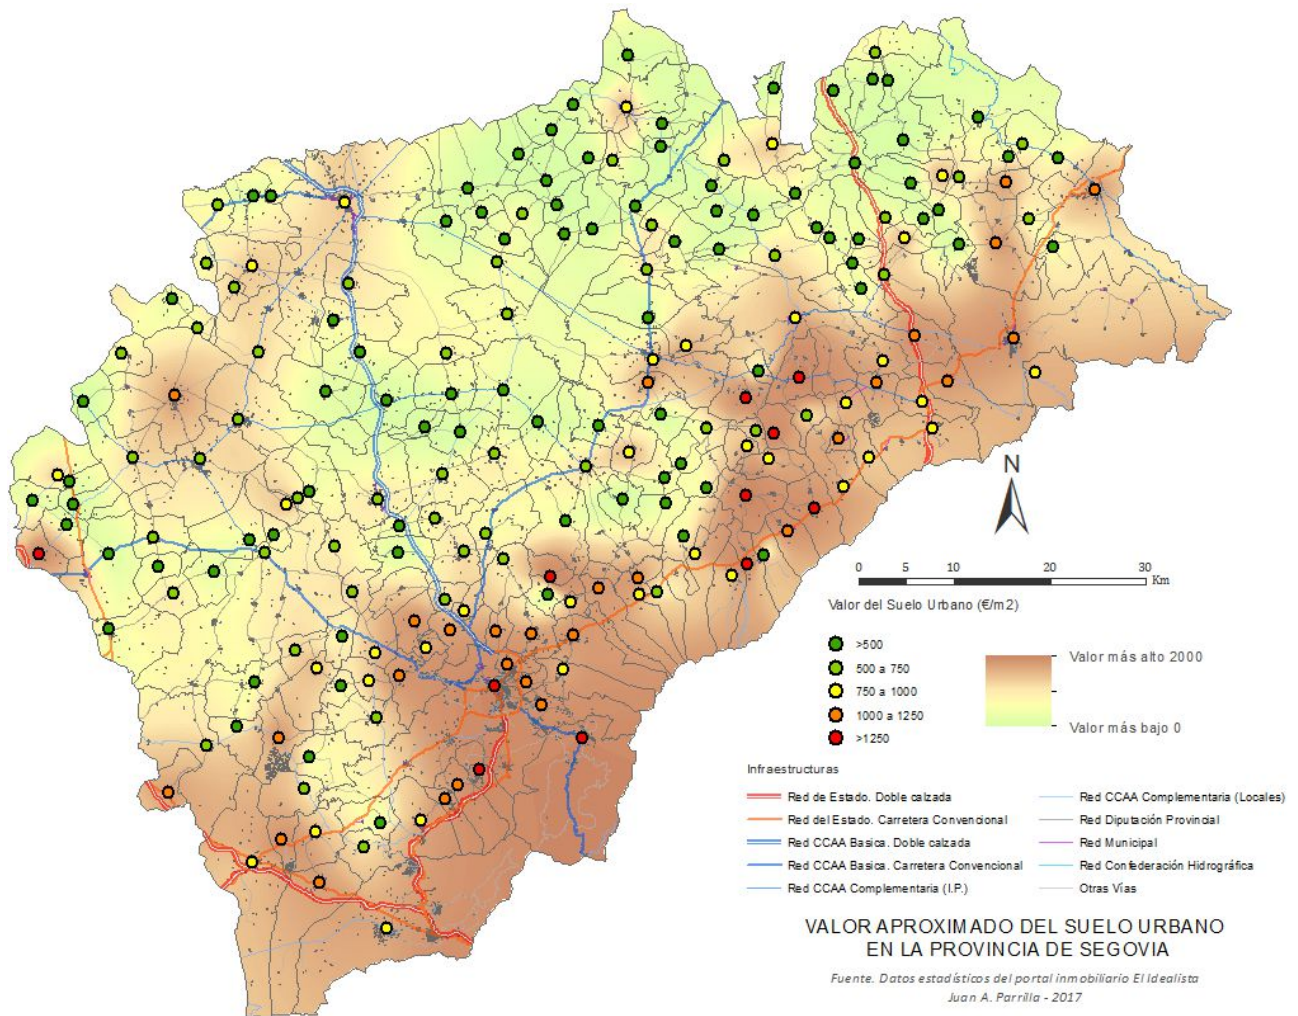 N
0 5 10 20 30
Km
Valor del Suelo Urbano (€/m2)
>500
500 a 750
750 a 1000
1000 a 1250
>1250
Valor más alto 2000
Valor más bajo 0
Infraestructuras
Red de Estado. Doble calzada
Red del Estado. Carretera Convencional
Red CCAA Basica. Doble calzada
Red CCAA Basica. Carretera Convencional
Red CCAA Complementaria (I.P.)
Red CCAA Complementaria (Locales)
Red Diputación Provincial
Red Municipal
Red Confederación Hidrográfica
Otras Vías
VALOR APROXIMADO DEL SUELO URBANO
EN LA PROVINCIA DE SEGOVIA
Fuente. Datos estadísticos del portal inmobiliario El Idealista
Juan A. Parrilla - 2017